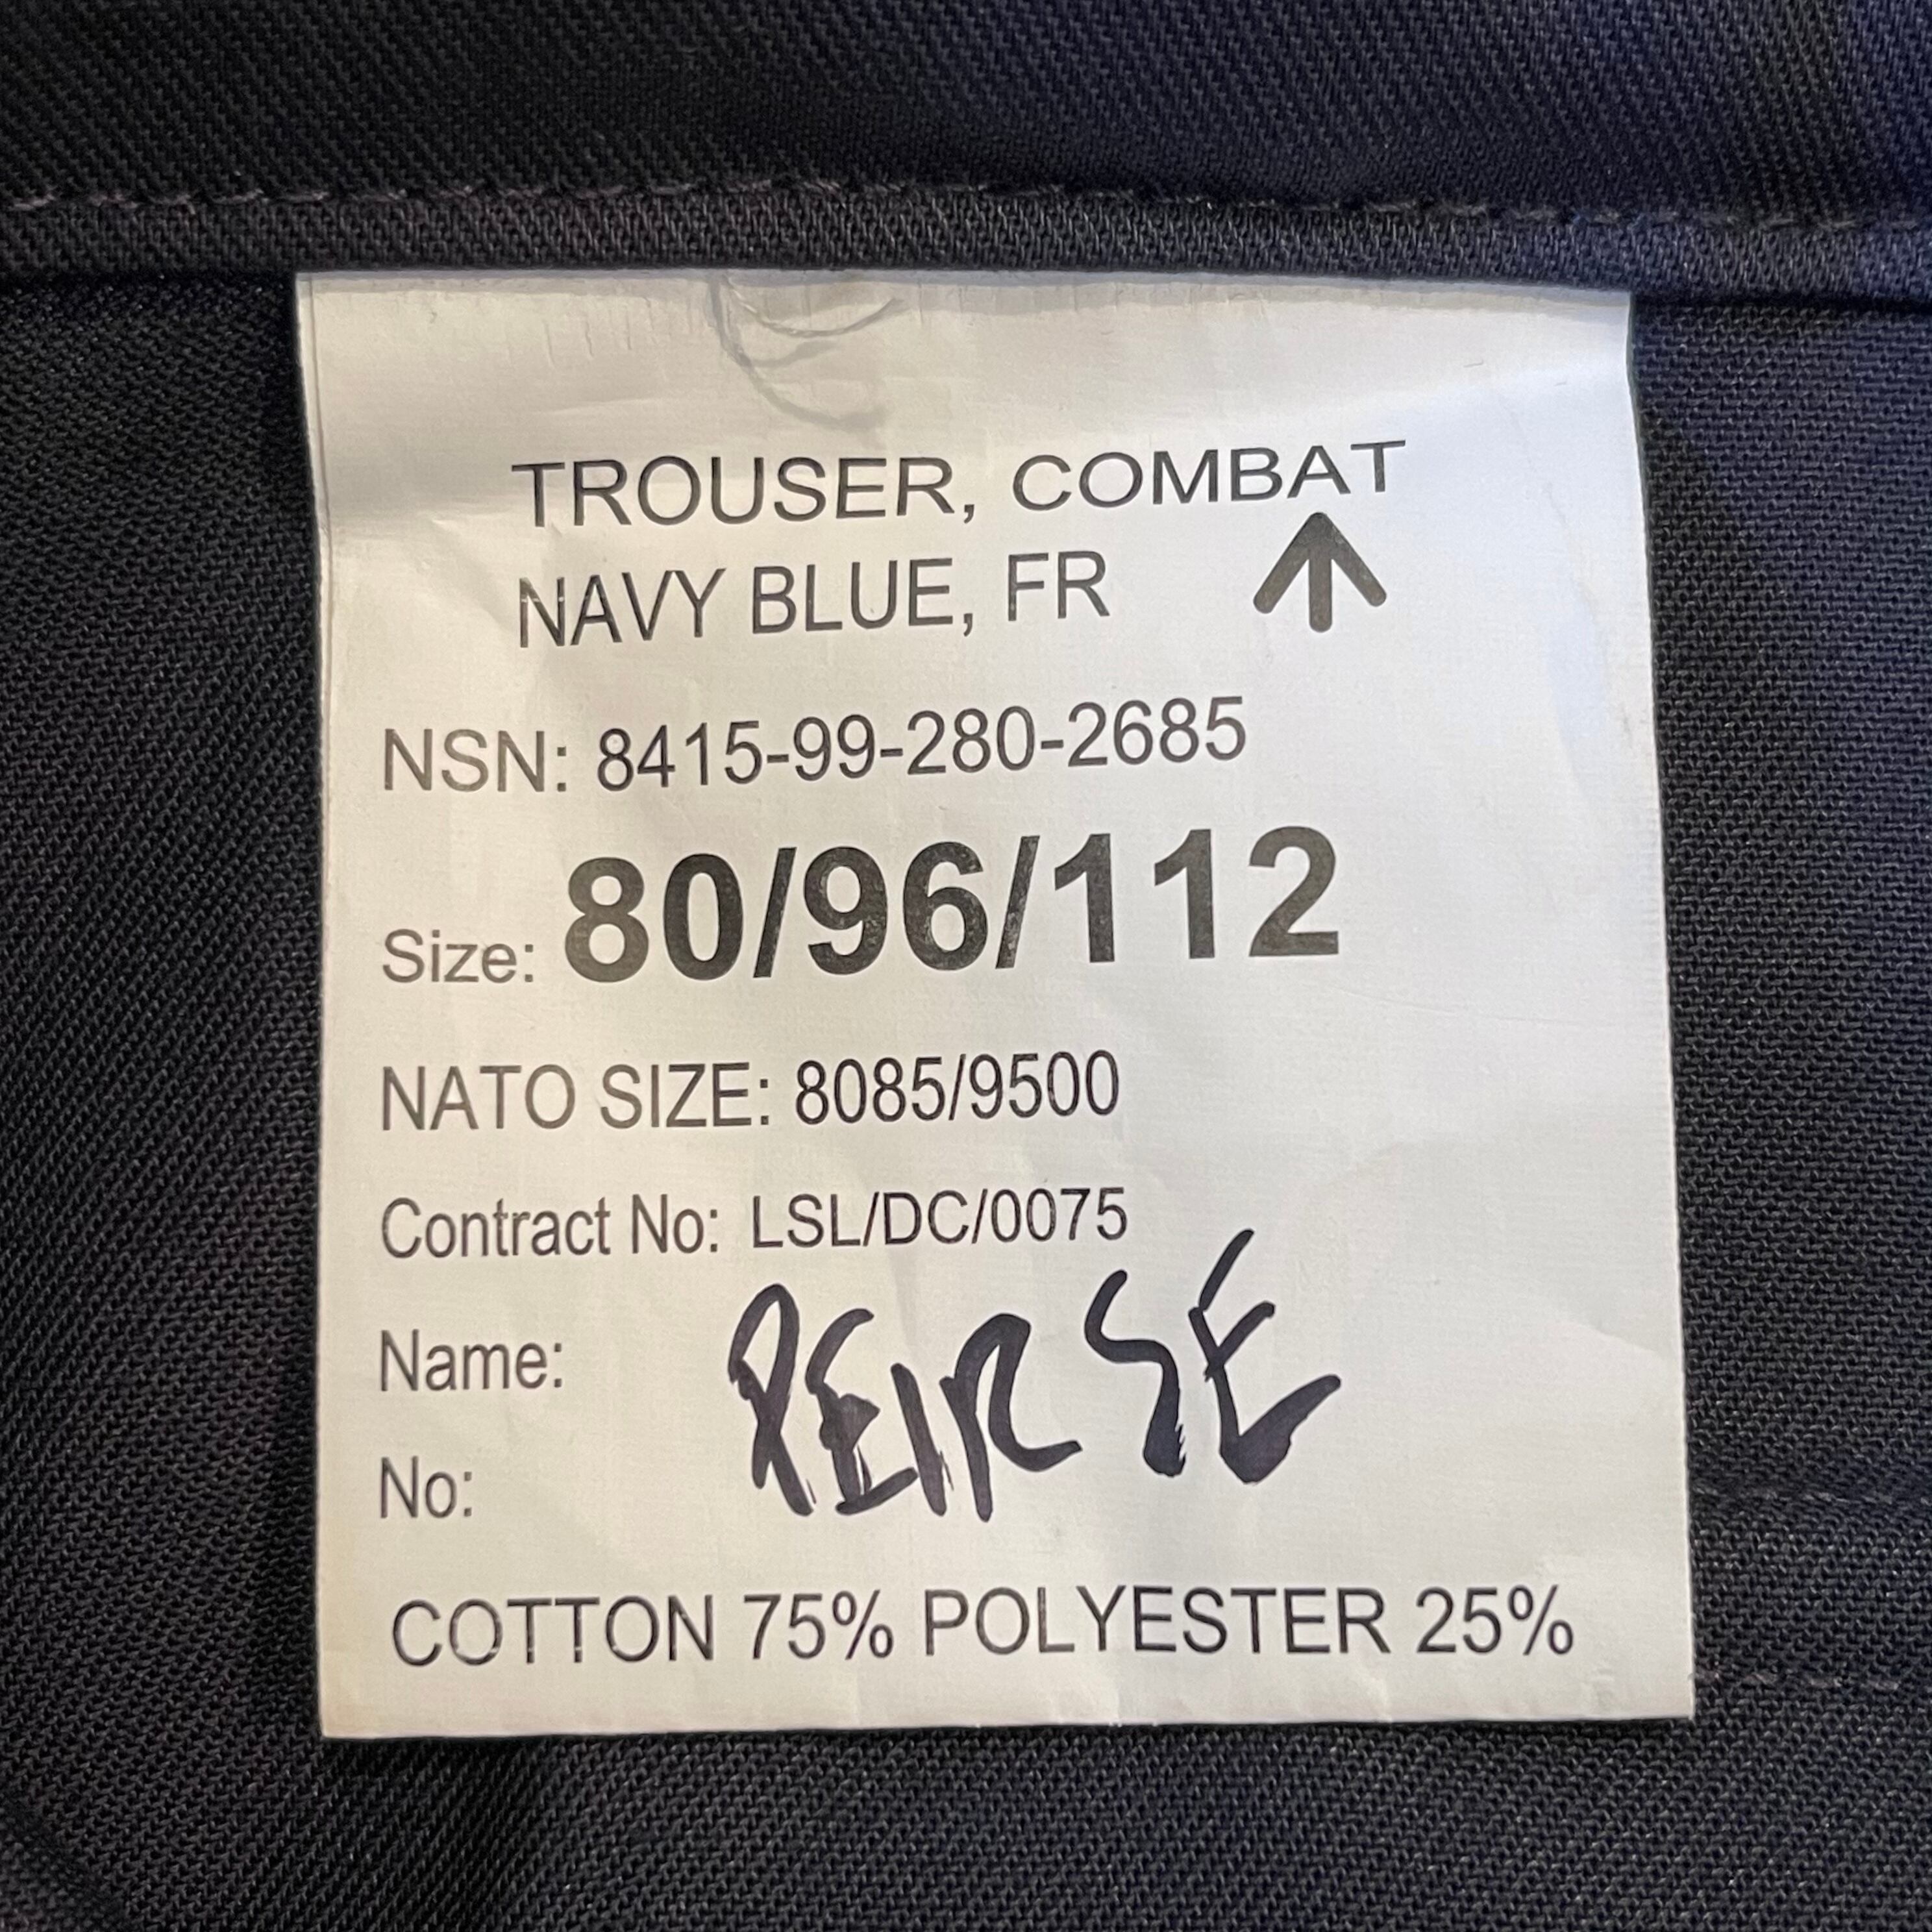 TROUSER, COMBAT
NAVY BLUE, FR
NSN: 8415-99-280-2685
Size: 80/96/112
NATO SIZE: 8085/9500
Contract No: LSL/DC/0075
Name: PEIRSE
No:
COTTON 75% POLYESTER 25%